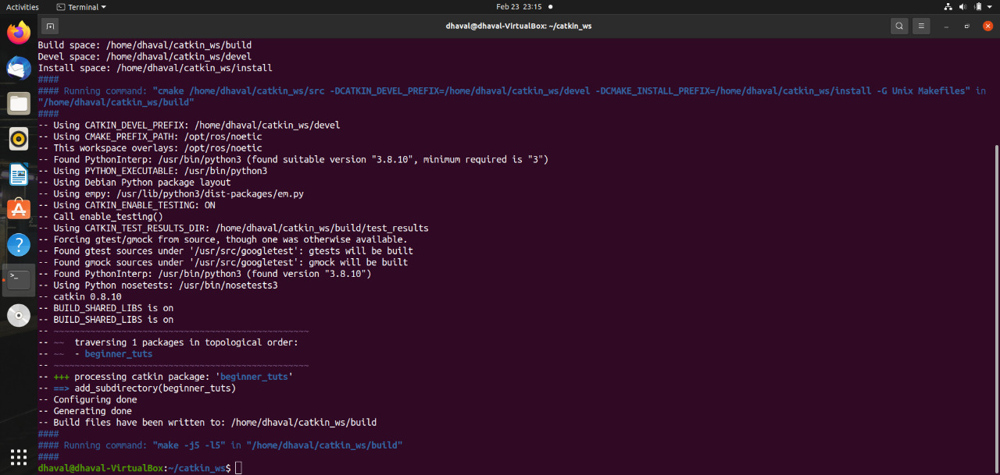 Activities
Terminal
Feb 23 23:15
dhaval@dhaval-VirtualBox: ~/catkin_ws
Build space: /home/dhaval/catkin_ws/build
Devel space: /home/dhaval/catkin_ws/devel
Install space: /home/dhaval/catkin_ws/install
####
#### Running command: "cmake /home/dhaval/catkin_ws/src -DCATKIN_DEVEL_PREFIX=/home/dhaval/catkin_ws/devel -DCMAKE_INSTALL_PREFIX=/home/dhaval/catkin_ws/install -G Unix Makefiles" in
"/home/dhaval/catkin_ws/build"
####
-- Using CATKIN_DEVEL_PREFIX: /home/dhaval/catkin_ws/devel
-- Using CMAKE_PREFIX_PATH: /opt/ros/noetic
-- This workspace overlays: /opt/ros/noetic
-- Found PythonInterp: /usr/bin/python3 (found suitable version "3.8.10", minimum required is "3")
-- Using PYTHON_EXECUTABLE: /usr/bin/python3
-- Using Debian Python package layout
-- Using empy: /usr/lib/python3/dist-packages/em.py
-- Using CATKIN_ENABLE_TESTING: ON
-- Call enable_testing()
-- Using CATKIN_TEST_RESULTS_DIR: /home/dhaval/catkin_ws/build/test_results
-- Forcing gtest/gmock from source, though one was otherwise available.
-- Found gtest sources under '/usr/src/googletest': gtests will be built
-- Found gmock sources under '/usr/src/googletest': gmock will be built
-- Found PythonInterp: /usr/bin/python3 (found version "3.8.10")
-- Using Python nosetests: /usr/bin/nosetests3
-- catkin 0.8.10
-- BUILD_SHARED_LIBS is on
-- BUILD_SHARED_LIBS is on
-- ~~~~~~~~~~~~~~~~~~~~~~~~~~~~~~~~~~~~~~~~~~~~~~~~~
-- ~~  traversing 1 packages in topological order:
-- ~~  - beginner_tuts
-- ~~~~~~~~~~~~~~~~~~~~~~~~~~~~~~~~~~~~~~~~~~~~~~~~~
-- +++ processing catkin package: 'beginner_tuts'
-- ==> add_subdirectory(beginner_tuts)
-- Configuring done
-- Generating done
-- Build files have been written to: /home/dhaval/catkin_ws/build
####
#### Running command: "make -j5 -l5" in "/home/dhaval/catkin_ws/build"
####
dhaval@dhaval-VirtualBox:~/catkin_ws$